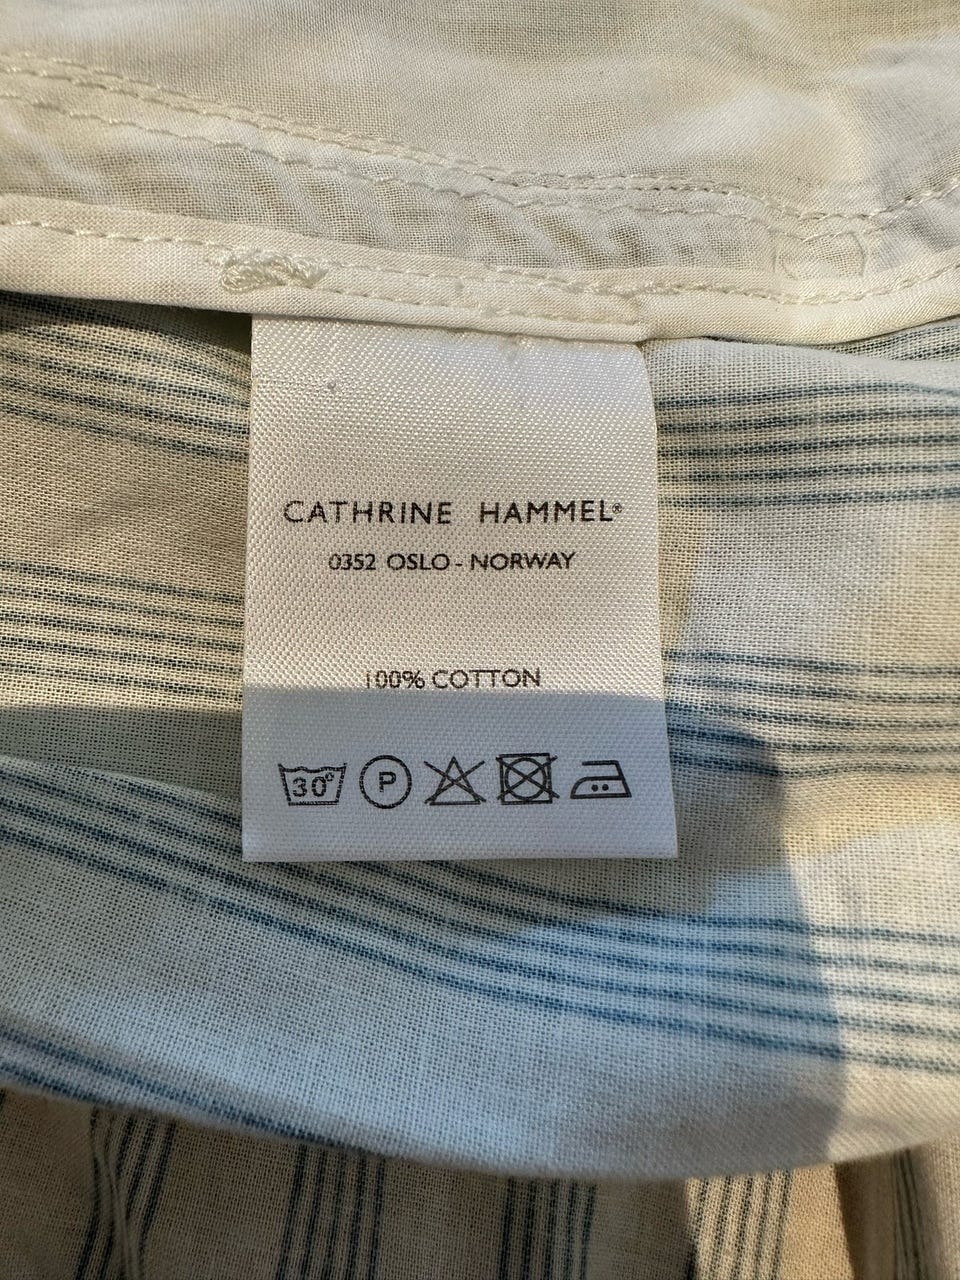 CATHRINE HAMMEL®
0352 OSLO - NORWAY
100% COTTON
30° P